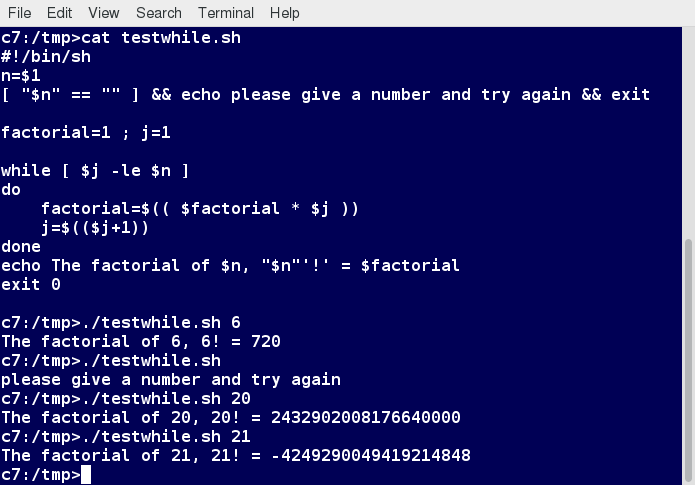 File Edit View Search Terminal Help
c7:/tmp>cat testwhile.sh
#!/bin/sh
n=$1
[ "$n" == "" ] && echo please give a number and try again && exit
factorial=1 ; j=1
while [ $j -le $n ]
do
    factorial=$(( $factorial * $j ))
    j=$(($j+1))
done
echo The factorial of $n, "$n"'!' = $factorial
exit 0
c7:/tmp>./testwhile.sh 6
The factorial of 6, 6! = 720
c7:/tmp>./testwhile.sh
please give a number and try again
c7:/tmp>./testwhile.sh 20
The factorial of 20, 20! = 2432902008176640000
c7:/tmp>./testwhile.sh 21
The factorial of 21, 21! = -4249290049419214848
c7:/tmp>